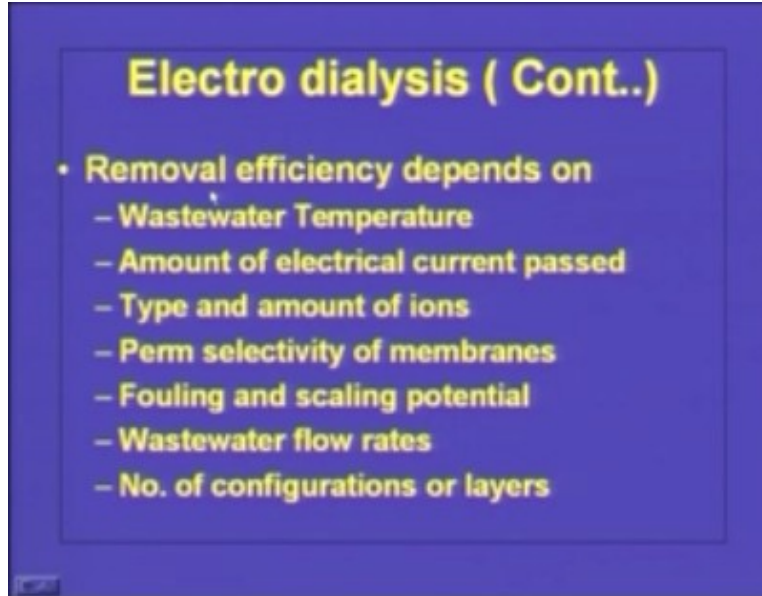 Electro dialysis ( Cont..)
• Removal efficiency depends on
– Wastewater Temperature
– Amount of electrical current passed
– Type and amount of ions
– Perm selectivity of membranes
– Fouling and scaling potential
– Wastewater flow rates
– No. of configurations or layers